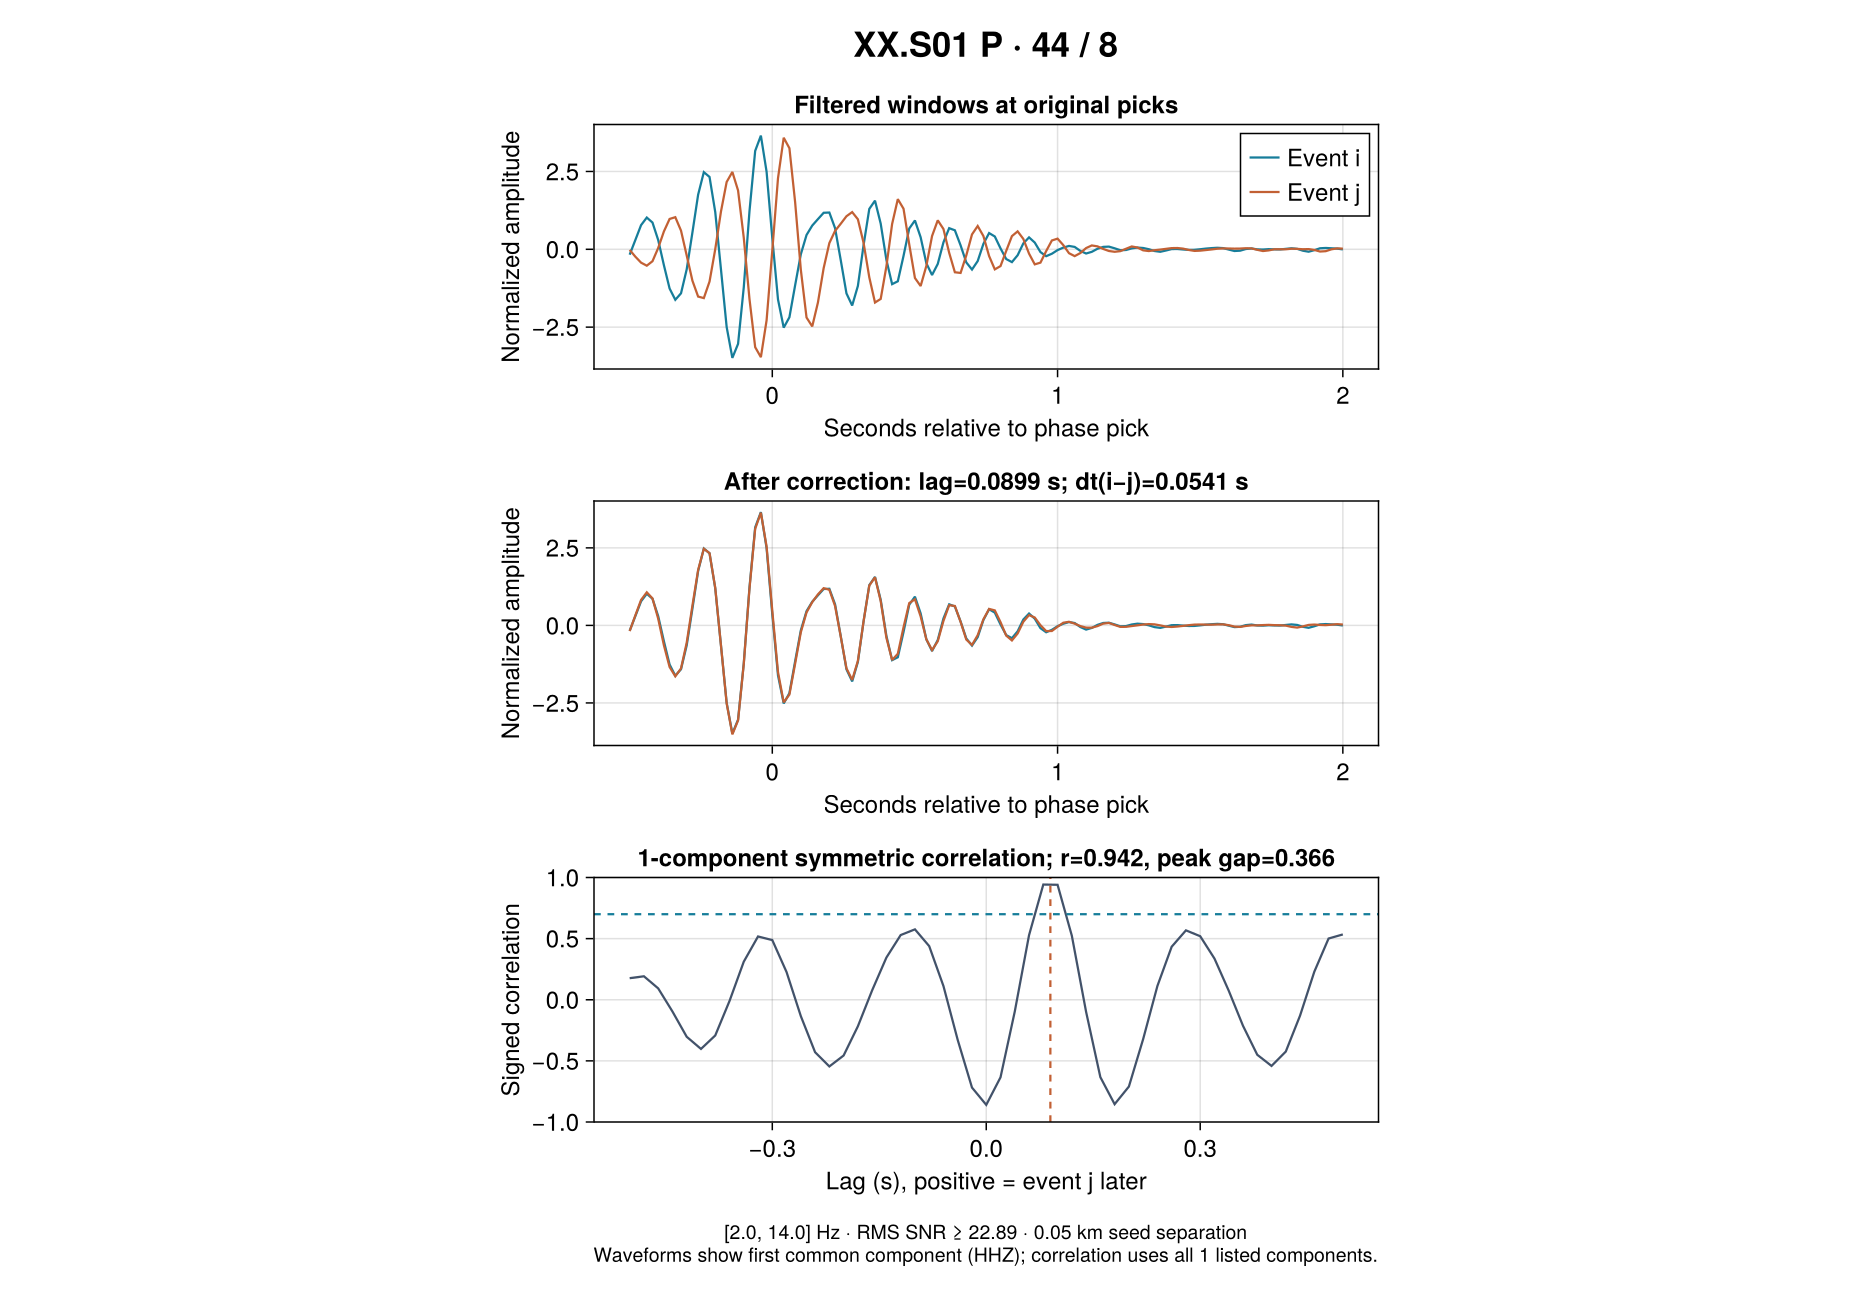 XX.S01 P · 44 / 8
Filtered windows at original picks
Normalized amplitude
2.5
0.0
−2.5
Event i
Event j
0
1
2
Seconds relative to phase pick
After correction: lag=0.0899 s; dt(i−j)=0.0541 s
Normalized amplitude
2.5
0.0
−2.5
0
1
2
Seconds relative to phase pick
1-component symmetric correlation; r=0.942, peak gap=0.366
Signed correlation
1.0
0.5
0.0
−0.5
−1.0
−0.3
0.0
0.3
Lag (s), positive = event j later
[2.0, 14.0] Hz · RMS SNR ≥ 22.89 · 0.05 km seed separation
Waveforms show first common component (HHZ); correlation uses all 1 listed components.